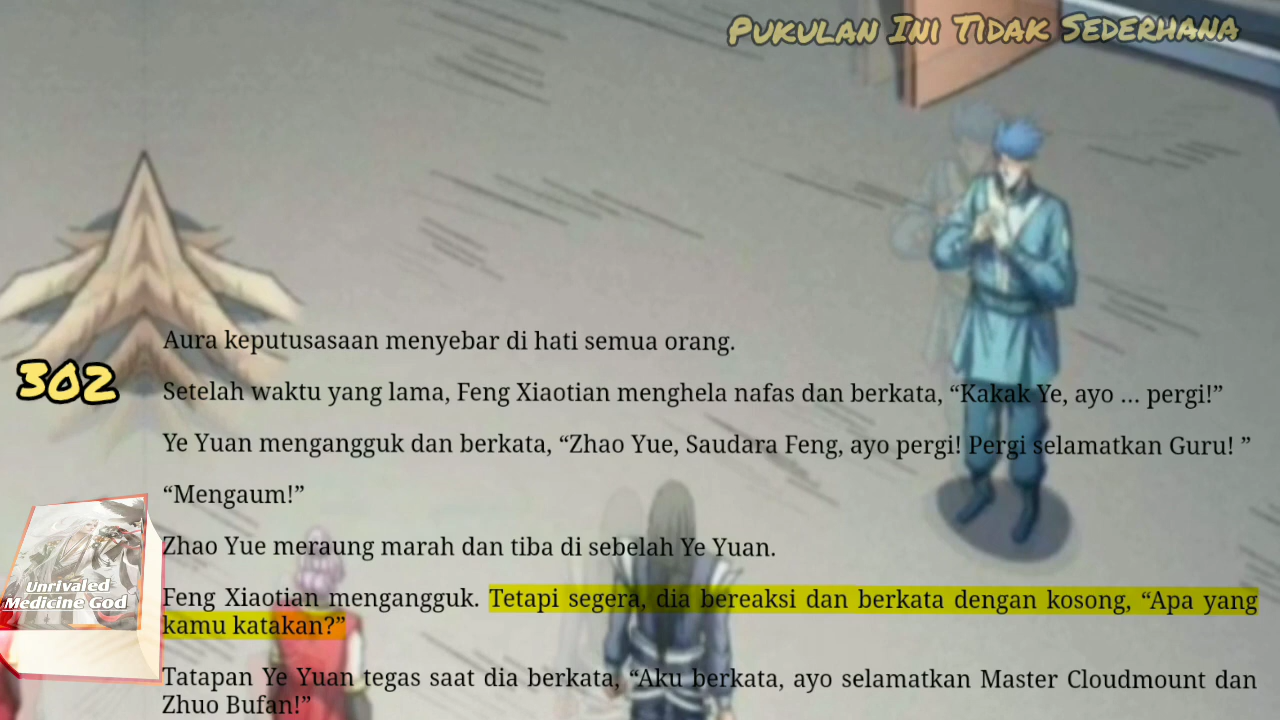 Pukulan Ini Tidak Sederhana
Aura keputusasaan menyebar di hati semua orang.
302
Setelah waktu yang lama, Feng Xiaotian menghela nafas dan berkata, “Kakak Ye, ayo … pergi!”
Ye Yuan mengangguk dan berkata, “Zhao Yue, Saudara Feng, ayo pergi! Pergi selamatkan Guru! ”
“Mengaum!”
Zhao Yue meraung marah dan tiba di sebelah Ye Yuan.
Unrivaled
Medicine God
Feng Xiaotian mengangguk. Tetapi segera, dia bereaksi dan berkata dengan kosong, “Apa yang
kamu katakan?”
Tatapan Ye Yuan tegas saat dia berkata, “Aku berkata, ayo selamatkan Master Cloudmount dan
Zhuo Bufan!”